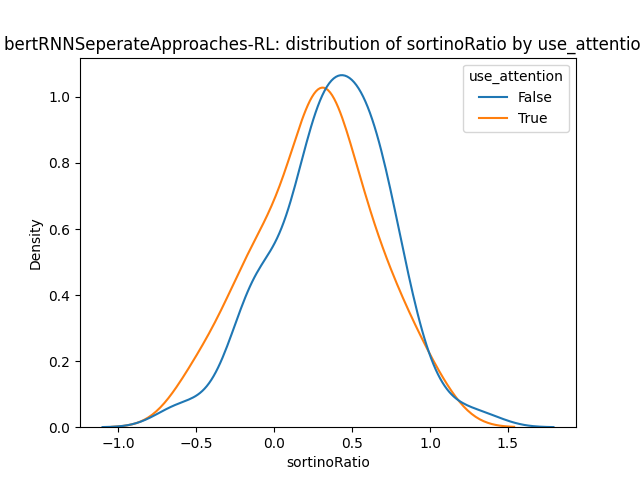 bertRNNSeperateApproaches-RL: distribution of sortinoRatio by use_attentio
use_attention
False
True
1.0
0.8
0.6
0.4
0.2
0.0
Density
−1.0 −0.5 0.0 0.5 1.0 1.5
sortinoRatio